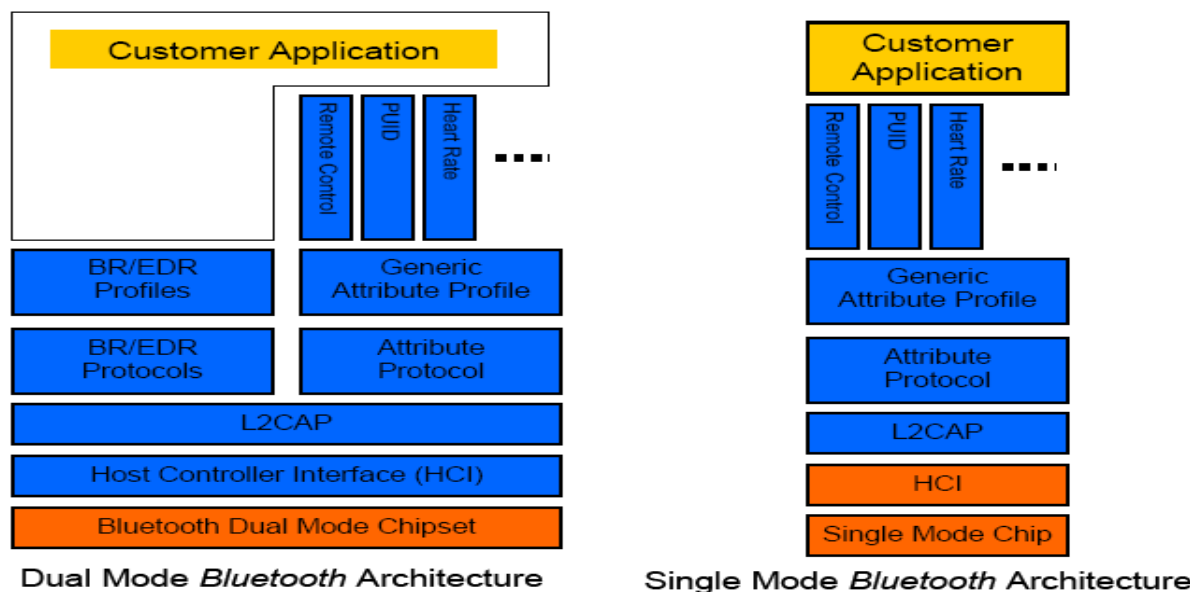 Customer Application
Remote Control
PUID
Heart Rate
BR/EDR
Profiles
Generic
Attribute Profile
BR/EDR
Protocols
Attribute
Protocol
L2CAP
Host Controller Interface (HCI)
Bluetooth Dual Mode Chipset
Dual Mode Bluetooth Architecture
Customer
Application
Remote Control
PUID
Heart Rate
Generic
Attribute Profile
Attribute
Protocol
L2CAP
HCI
Single Mode Chip
Single Mode Bluetooth Architecture